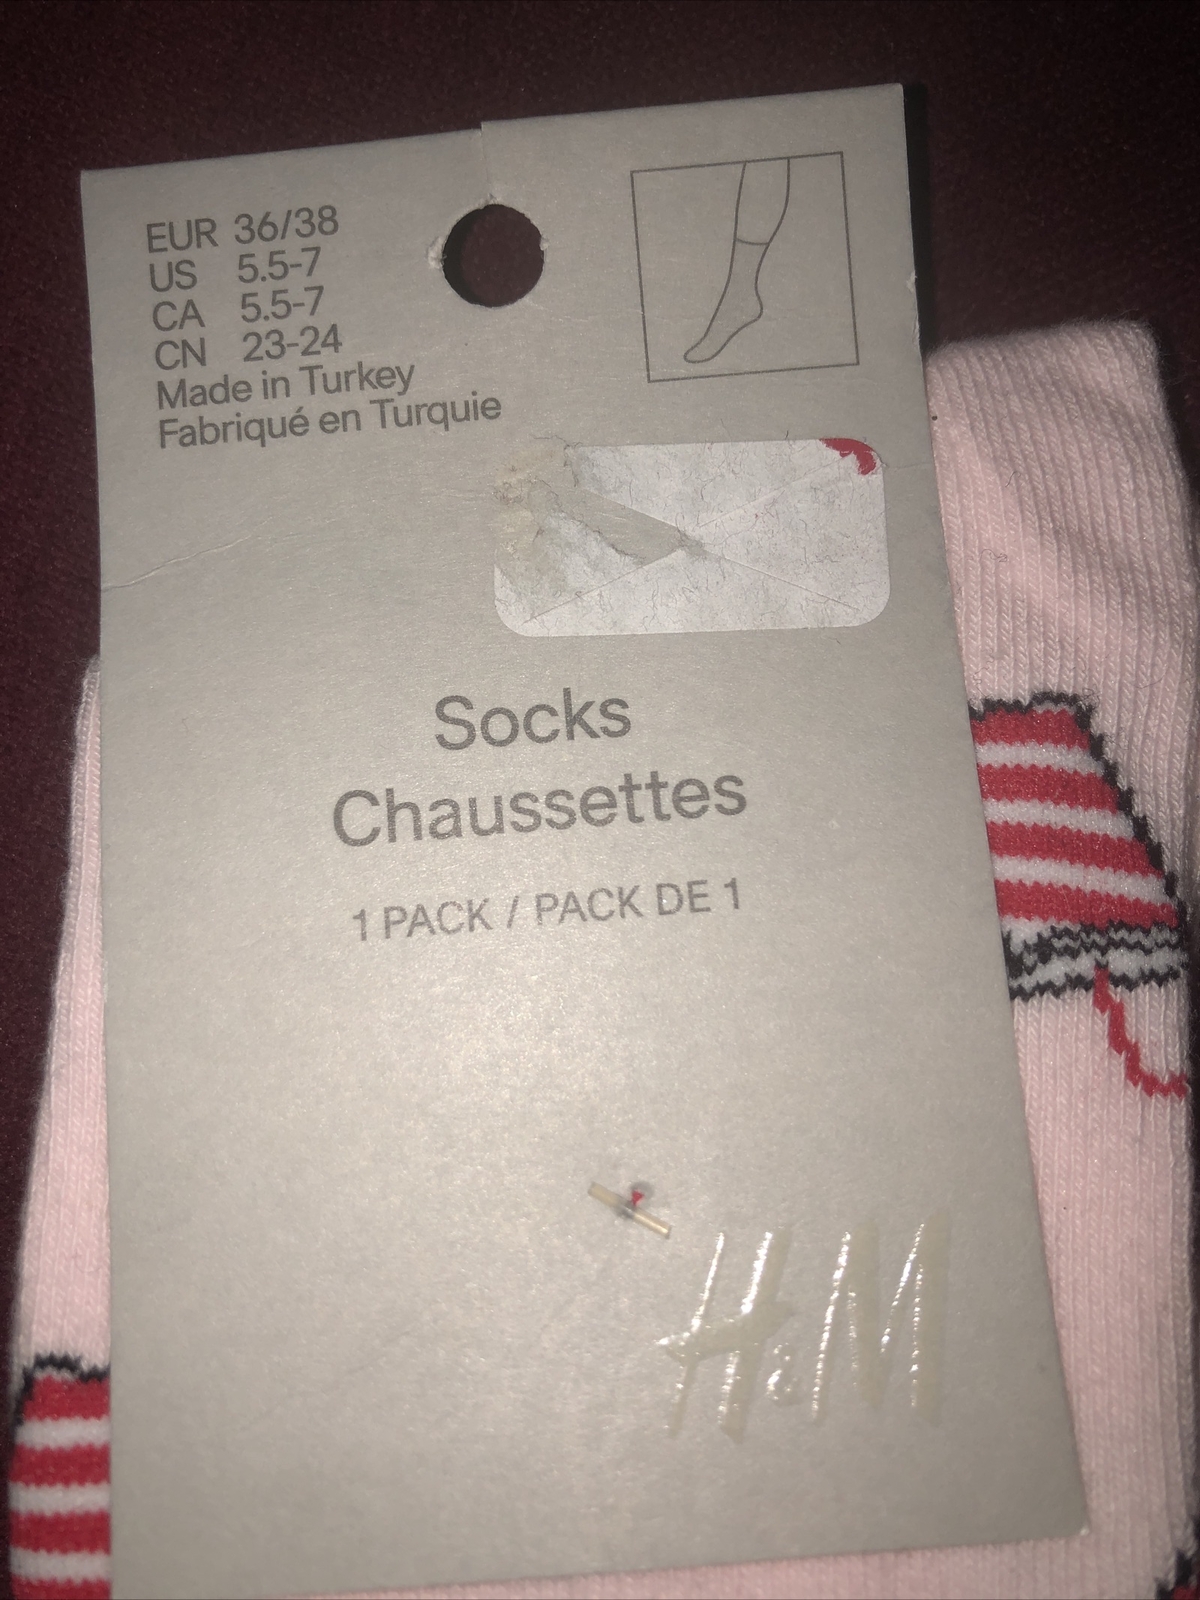 EUR 36/38
US 5.5-7
CA 5.5-7
CN 23-24
Made in Turkey
Fabriqué en Turquie
Socks
Chaussettes
1 PACK / PACK DE 1
H&M